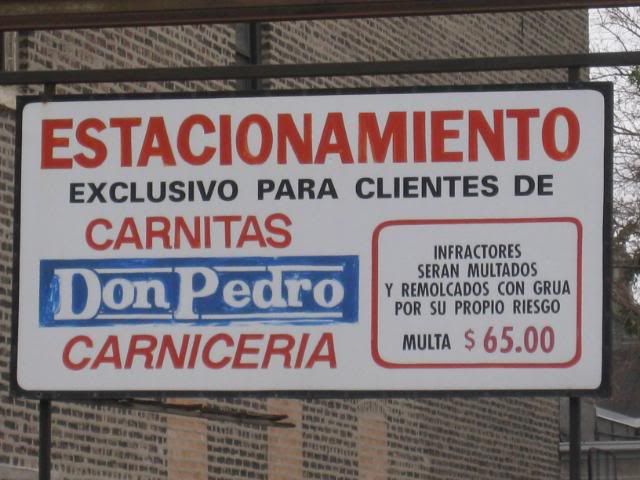 ESTACIONAMIENTO
EXCLUSIVO PARA CLIENTES DE
CARNITAS
Don Pedro
CARNICERIA
INFRACTORES
SERAN MULTADOS
Y REMOLCADOS CON GRUA
POR SU PROPIO RIESGO
MULTA $65.00